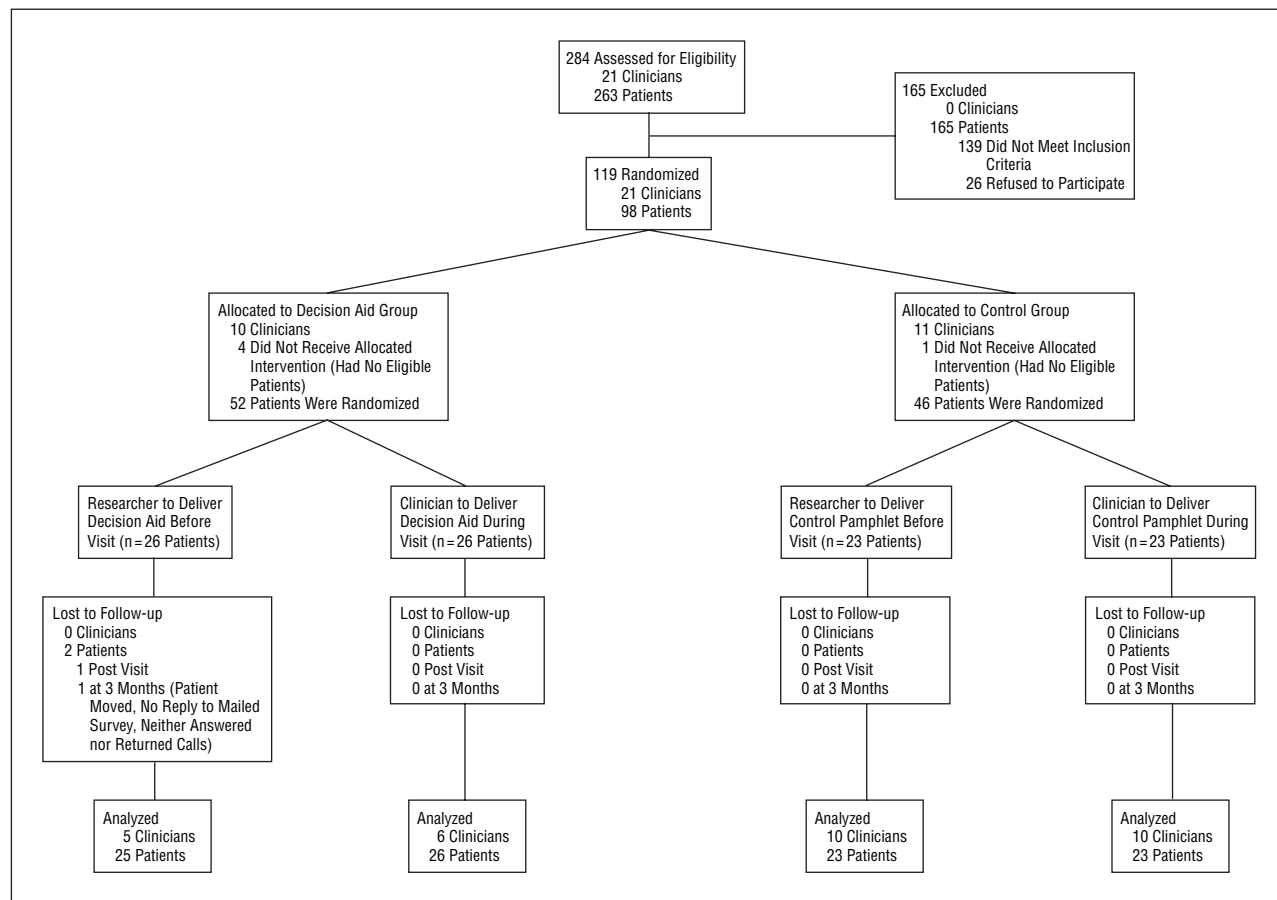 284 Assessed for Eligibility
21 Clinicians
263 Patients
165 Excluded
0 Clinicians
165 Patients
139 Did Not Meet Inclusion
Criteria
26 Refused to Participate
119 Randomized
21 Clinicians
98 Patients
Allocated to Decision Aid Group
10 Clinicians
4 Did Not Receive Allocated
Intervention (Had No Eligible
Patients)
52 Patients Were Randomized
Allocated to Control Group
11 Clinicians
1 Did Not Receive Allocated
Intervention (Had No Eligible
Patients)
46 Patients Were Randomized
Researcher to Deliver
Decision Aid Before
Visit (n=26 Patients)
Clinician to Deliver
Decision Aid During
Visit (n=26 Patients)
Researcher to Deliver
Control Pamphlet Before
Visit (n=23 Patients)
Clinician to Deliver
Control Pamphlet During
Visit (n=23 Patients)
Lost to Follow-up
0 Clinicians
2 Patients
1 Post Visit
1 at 3 Months (Patient
Moved, No Reply to Mailed
Survey, Neither Answered
nor Returned Calls)
Lost to Follow-up
0 Clinicians
0 Patients
0 Post Visit
0 at 3 Months
Lost to Follow-up
0 Clinicians
0 Patients
0 Post Visit
0 at 3 Months
Lost to Follow-up
0 Clinicians
0 Patients
0 Post Visit
0 at 3 Months
Analyzed
5 Clinicians
25 Patients
Analyzed
6 Clinicians
26 Patients
Analyzed
10 Clinicians
23 Patients
Analyzed
10 Clinicians
23 Patients